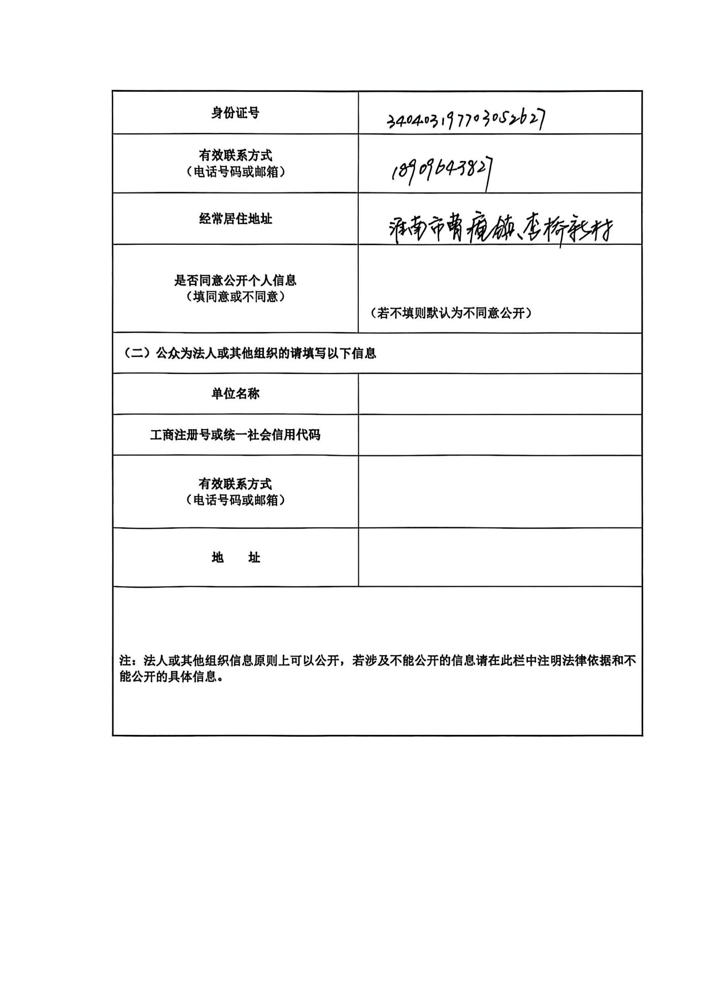 身份证号
340403197703052627
有效联系方式
（电话号码或邮箱）
18909643827
经常居住地址
淮南市曹庵镇、李桥新村
是否同意公开个人信息
（填同意或不同意）
（若不填则默认为不同意公开）
（二）公众为法人或其他组织的请填写以下信息
单位名称
工商注册号或统一社会信用代码
有效联系方式
（电话号码或邮箱）
地　　址
注：法人或其他组织信息原则上可以公开，若涉及不能公开的信息请在此栏中注明法律依据和不
能公开的具体信息。